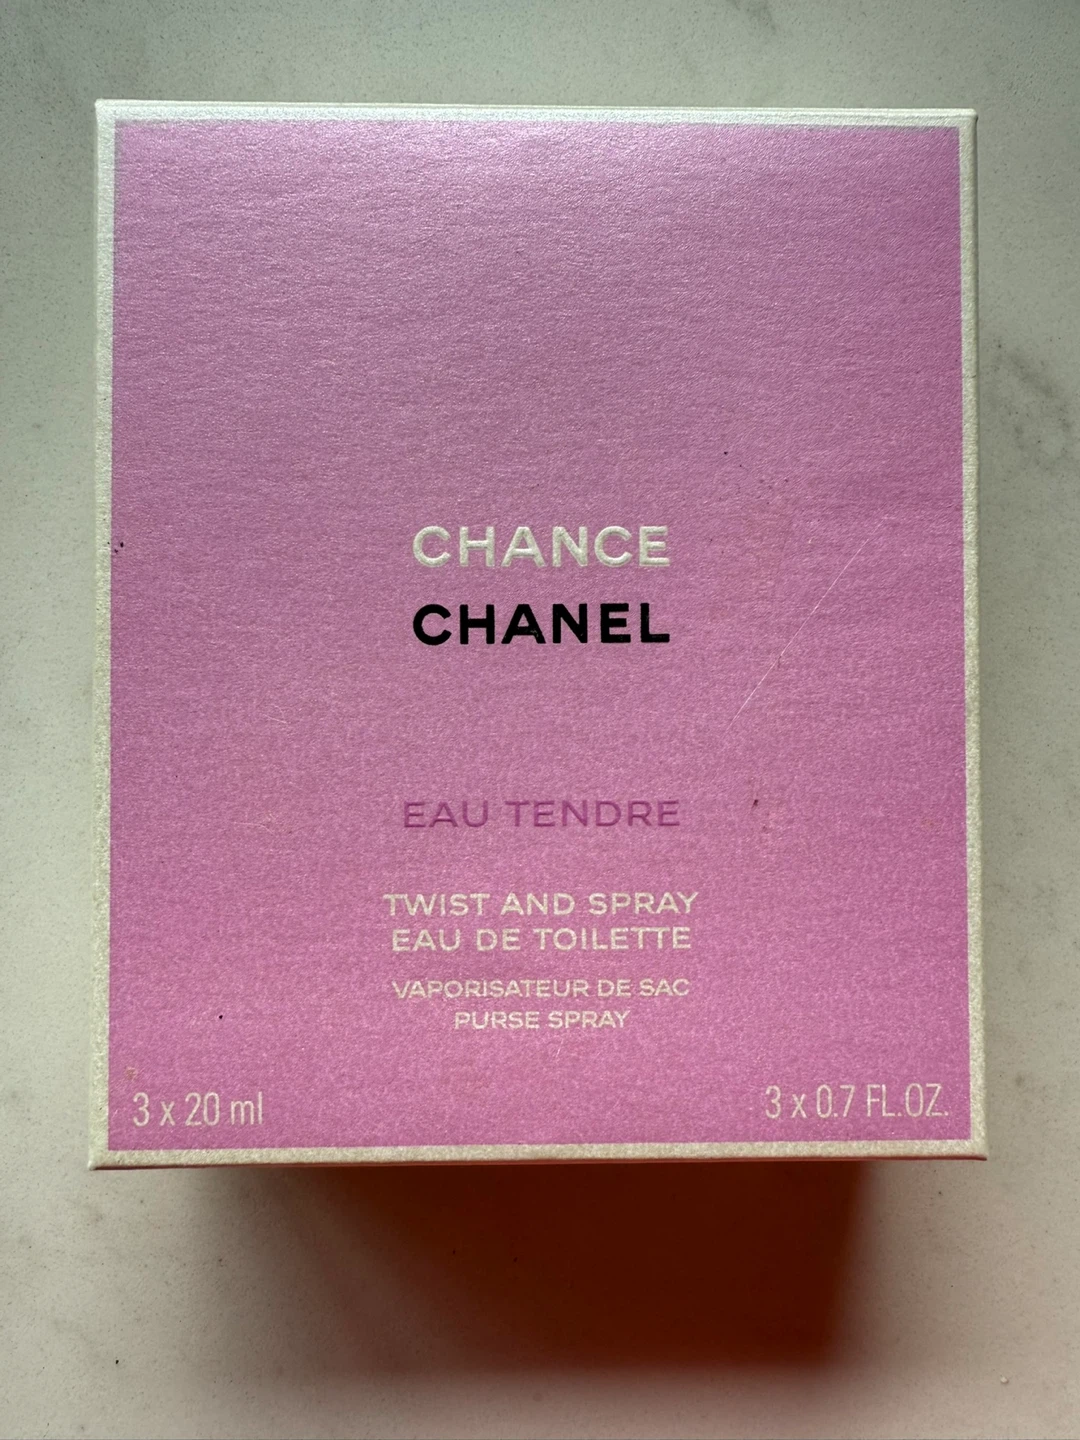 CHANCE
CHANEL
EAU TENDRE
TWIST AND SPRAY
EAU DE TOILETTE
VAPORISATEUR DE SAC
PURSE SPRAY
3 x 20 ml
3 x 0.7 FL.OZ.